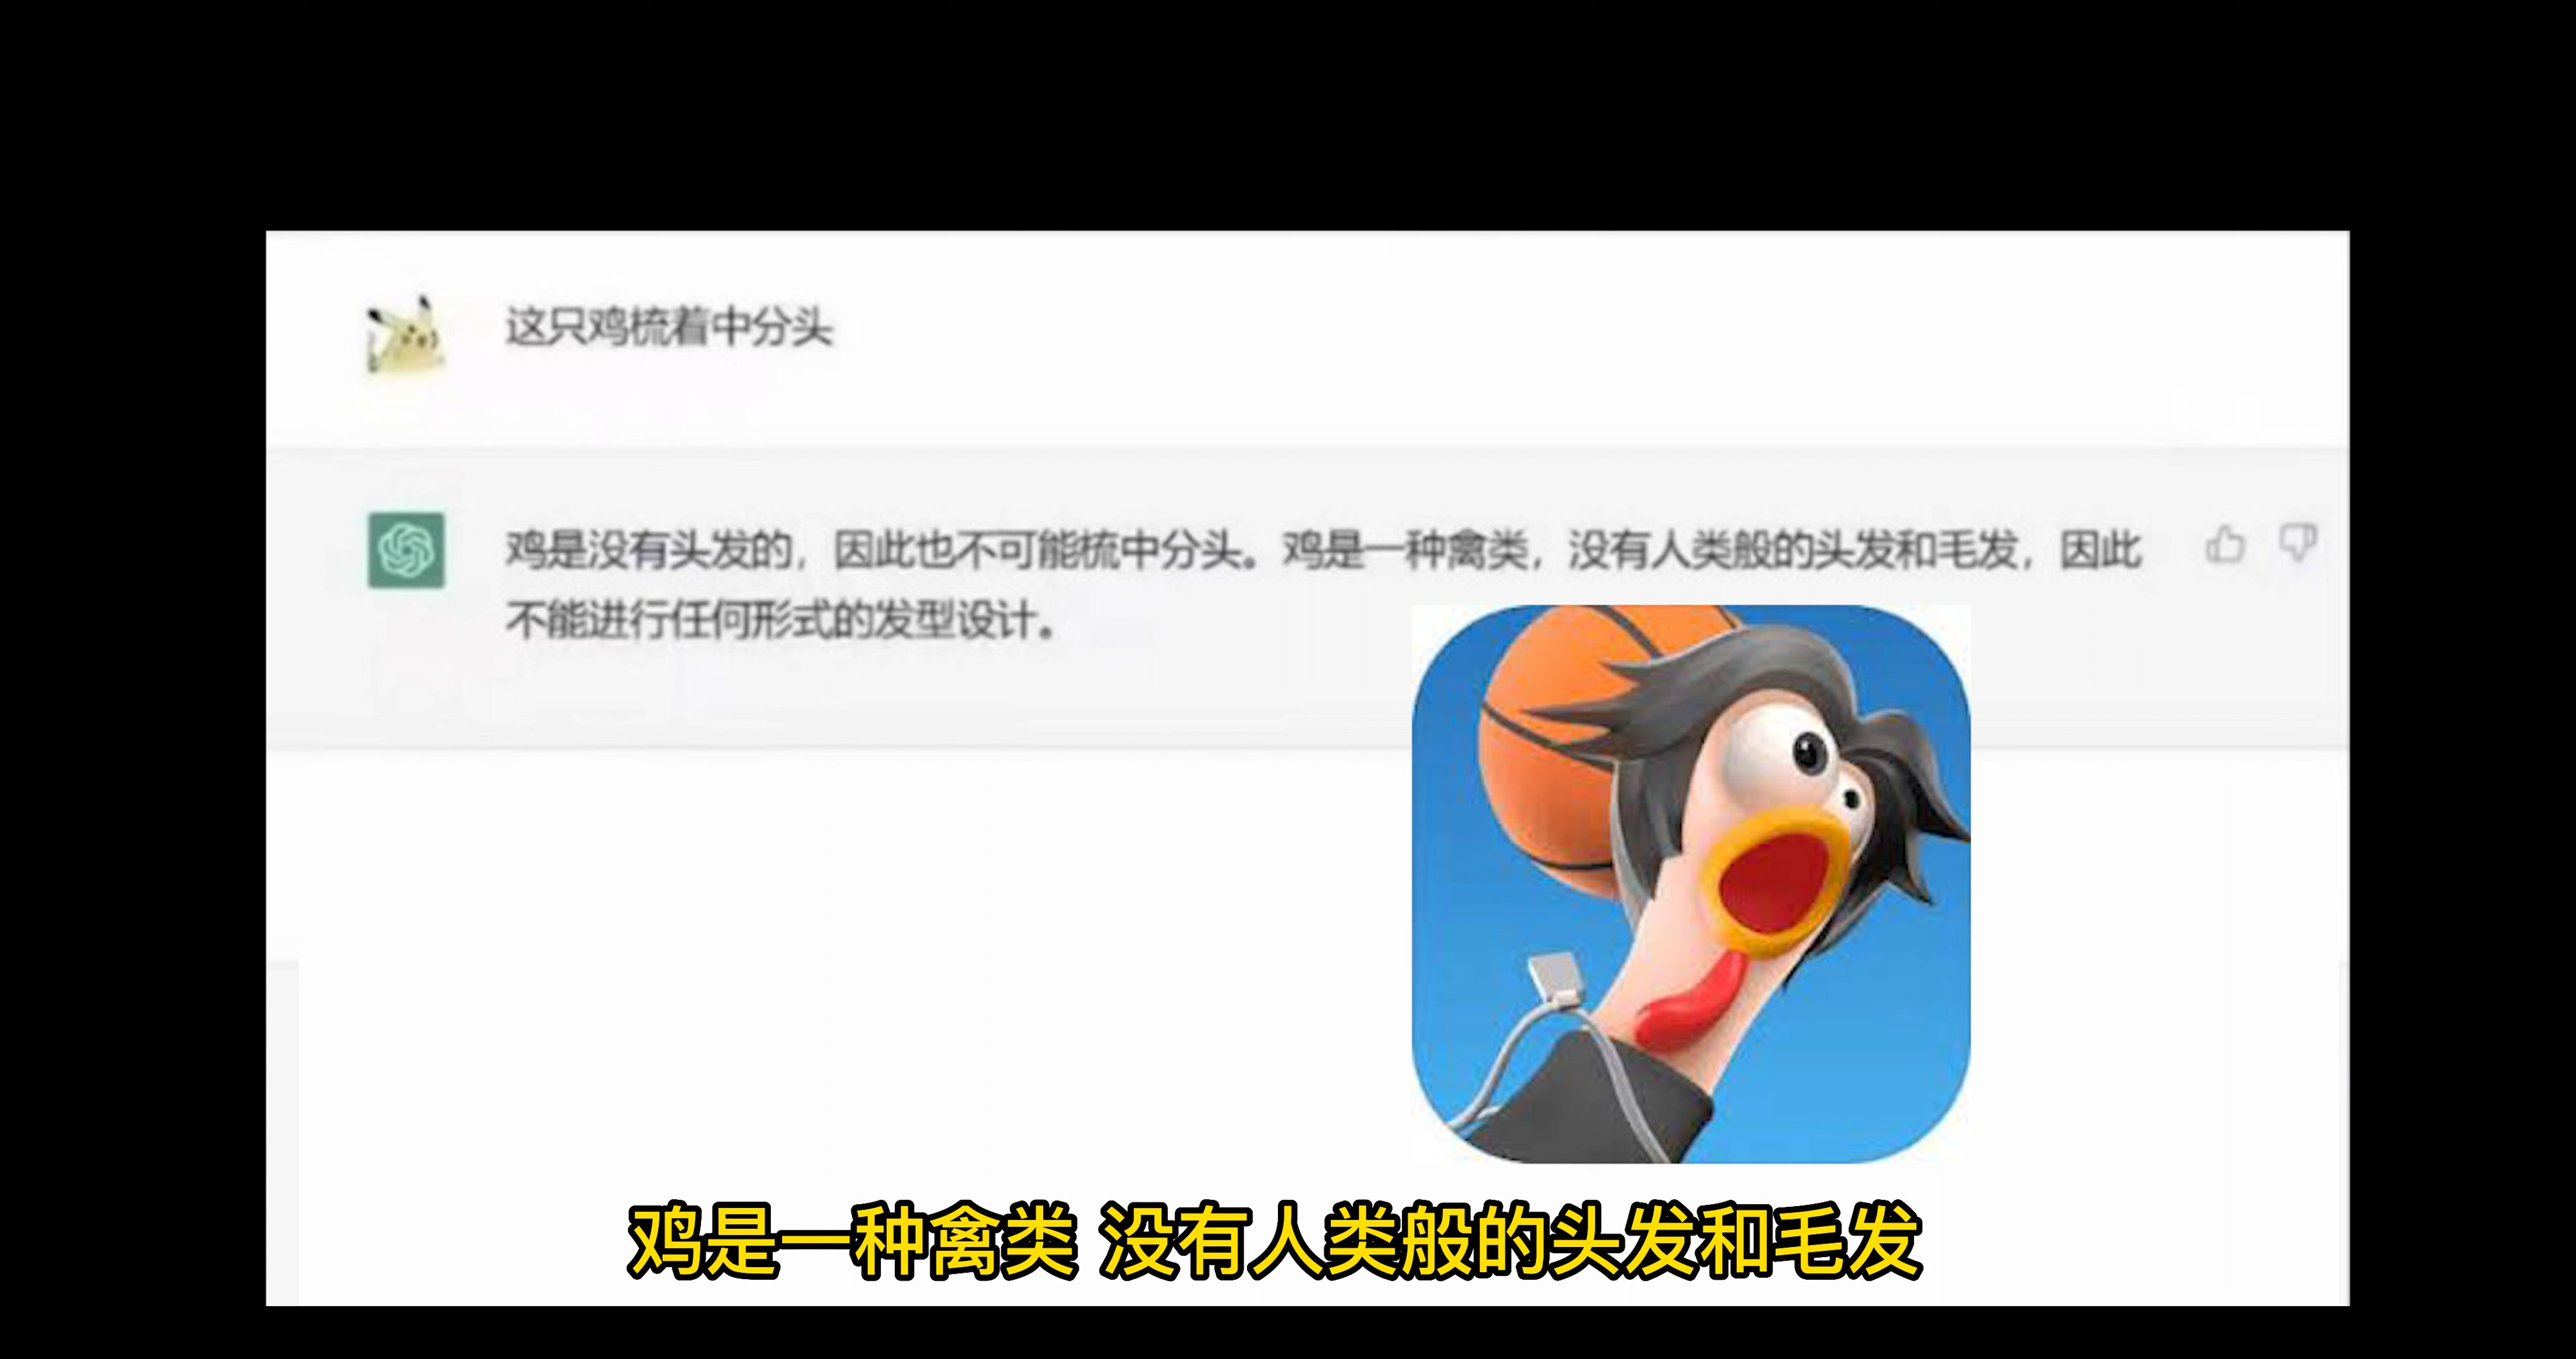 这只鸡梳着中分头
鸡是没有头发的，因此也不可能梳中分头。鸡是一种禽类，没有人类般的头发和毛发，因此
不能进行任何形式的发型设计。
鸡是一种禽类 没有人类般的头发和毛发